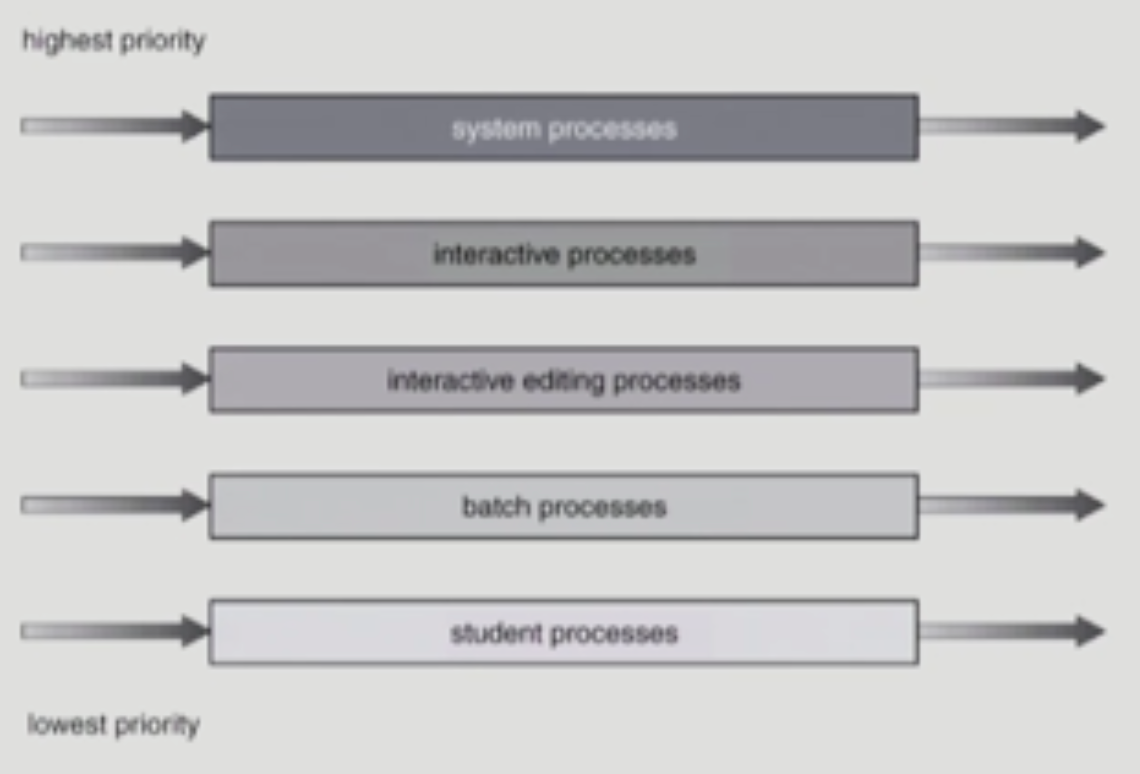 highest priority
system processes
interactive processes
interactive editing processes
batch processes
student processes
lowest priority